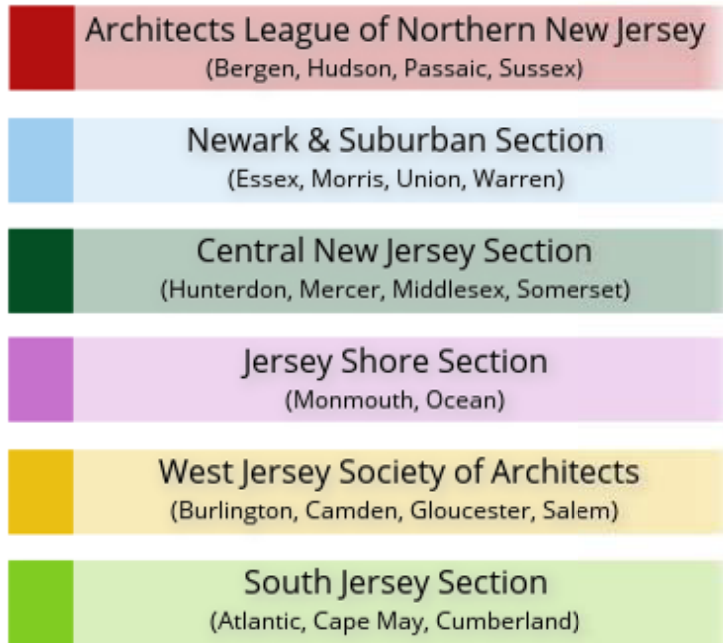 Architects League of Northern New Jersey
(Bergen, Hudson, Passaic, Sussex)
Newark & Suburban Section
(Essex, Morris, Union, Warren)
Central New Jersey Section
(Hunterdon, Mercer, Middlesex, Somerset)
Jersey Shore Section
(Monmouth, Ocean)
West Jersey Society of Architects
(Burlington, Camden, Gloucester, Salem)
South Jersey Section
(Atlantic, Cape May, Cumberland)